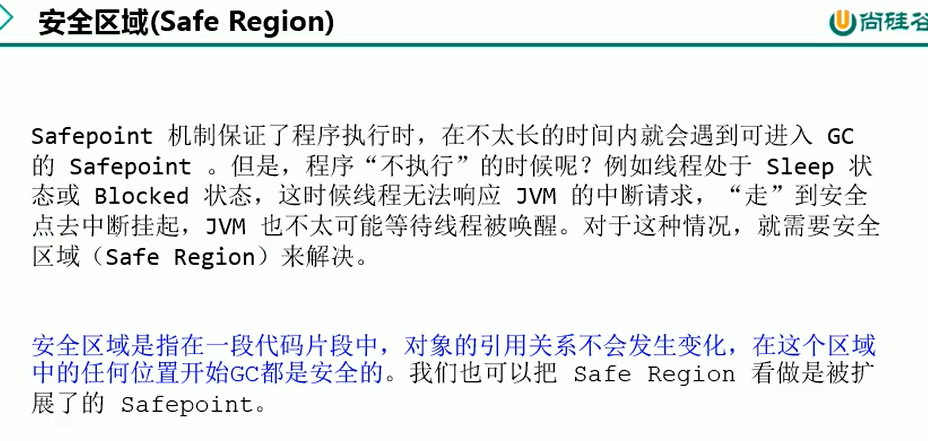 安全区域(Safe Region)
尚硅谷
Safepoint 机制保证了程序执行时，在不太长的时间内就会遇到可进入 GC
的 Safepoint 。但是，程序“不执行”的时候呢？例如线程处于 Sleep 状
态或 Blocked 状态，这时候线程无法响应 JVM 的中断请求，“走”到安全
点去中断挂起，JVM 也不太可能等待线程被唤醒。对于这种情况，就需要安全
区域（Safe Region）来解决。
安全区域是指在一段代码片段中，对象的引用关系不会发生变化，在这个区域
中的任何位置开始GC都是安全的。我们也可以把 Safe Region 看做是被扩
展了的 Safepoint。